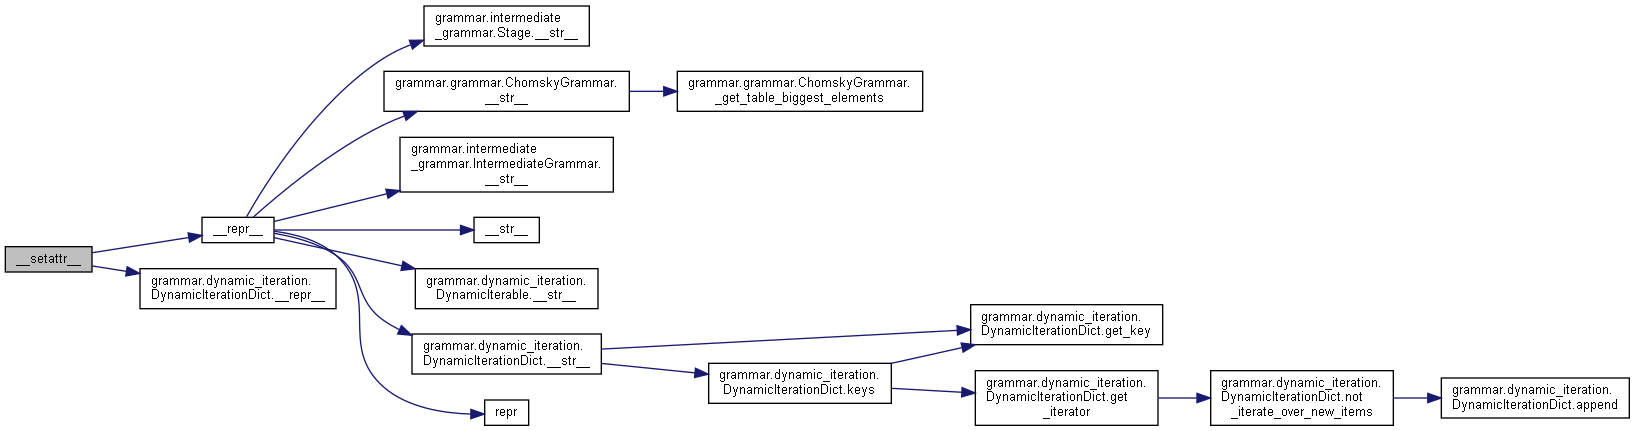 grammar.intermediate
_grammar.Stage.__str__
grammar.grammar.ChomskyGrammar.
__str__
grammar.grammar.ChomskyGrammar.
_get_table_biggest_elements
grammar.intermediate
_grammar.IntermediateGrammar.
__str__
__repr__
__str__
__setattr__
grammar.dynamic_iteration.
DynamicIterationDict.__repr__
grammar.dynamic_iteration.
DynamicIterable.__str__
grammar.dynamic_iteration.
DynamicIterationDict.get_key
grammar.dynamic_iteration.
DynamicIterationDict.__str__
grammar.dynamic_iteration.
DynamicIterationDict.keys
grammar.dynamic_iteration.
DynamicIterationDict.get
_iterator
grammar.dynamic_iteration.
DynamicIterationDict.not
_iterate_over_new_items
grammar.dynamic_iteration.
DynamicIterationDict.append
repr